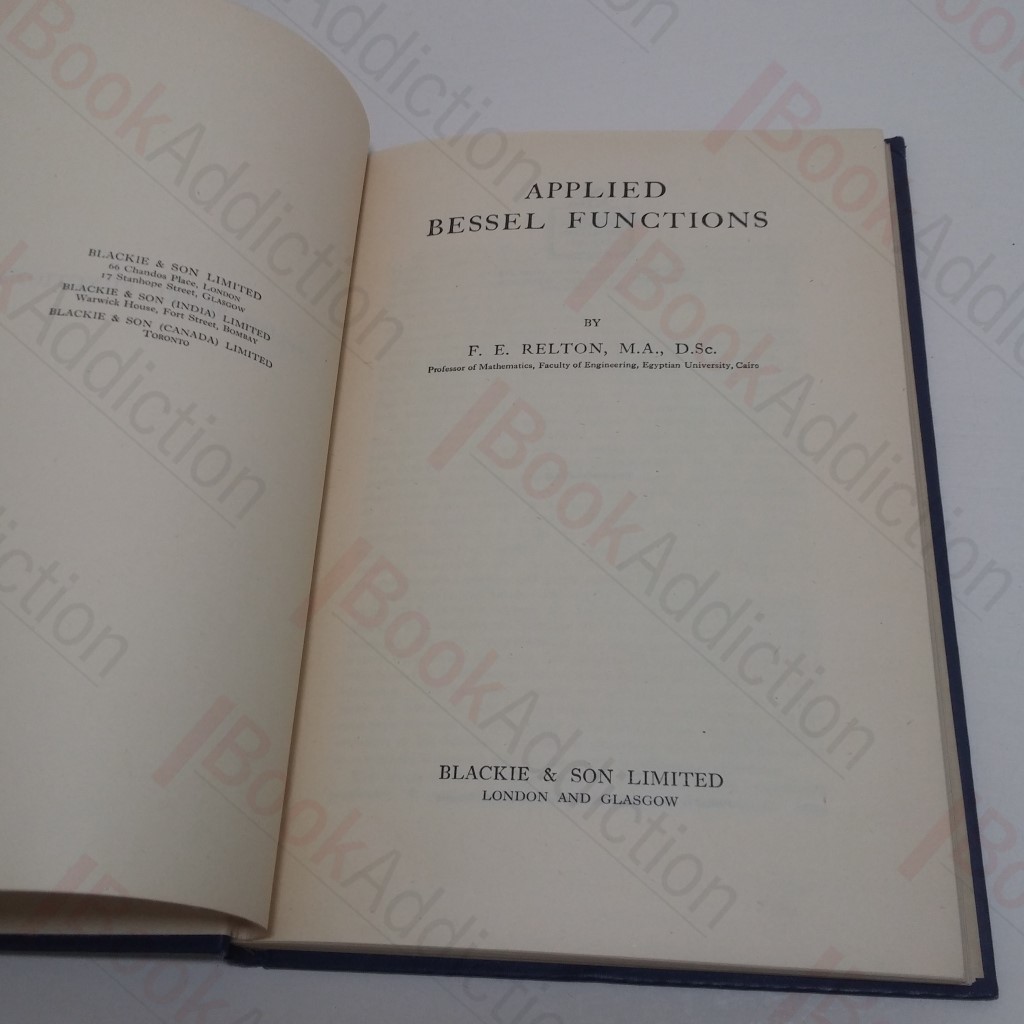 BLACKIE & SON LIMITED
66 Chandos Place, LONDON
17 Stanhope Street, GLASGOW
BLACKIE & SON (INDIA) LIMITED
Warwick House, Fort Street, BOMBAY
BLACKIE & SON (CANADA) LIMITED
TORONTO
APPLIED
BESSEL FUNCTIONS
BY
F. E. RELTON, M.A., D.Sc.
Professor of Mathematics, Faculty of Engineering, Egyptian University, Cairo
BLACKIE & SON LIMITED
LONDON AND GLASGOW
BookAddiction